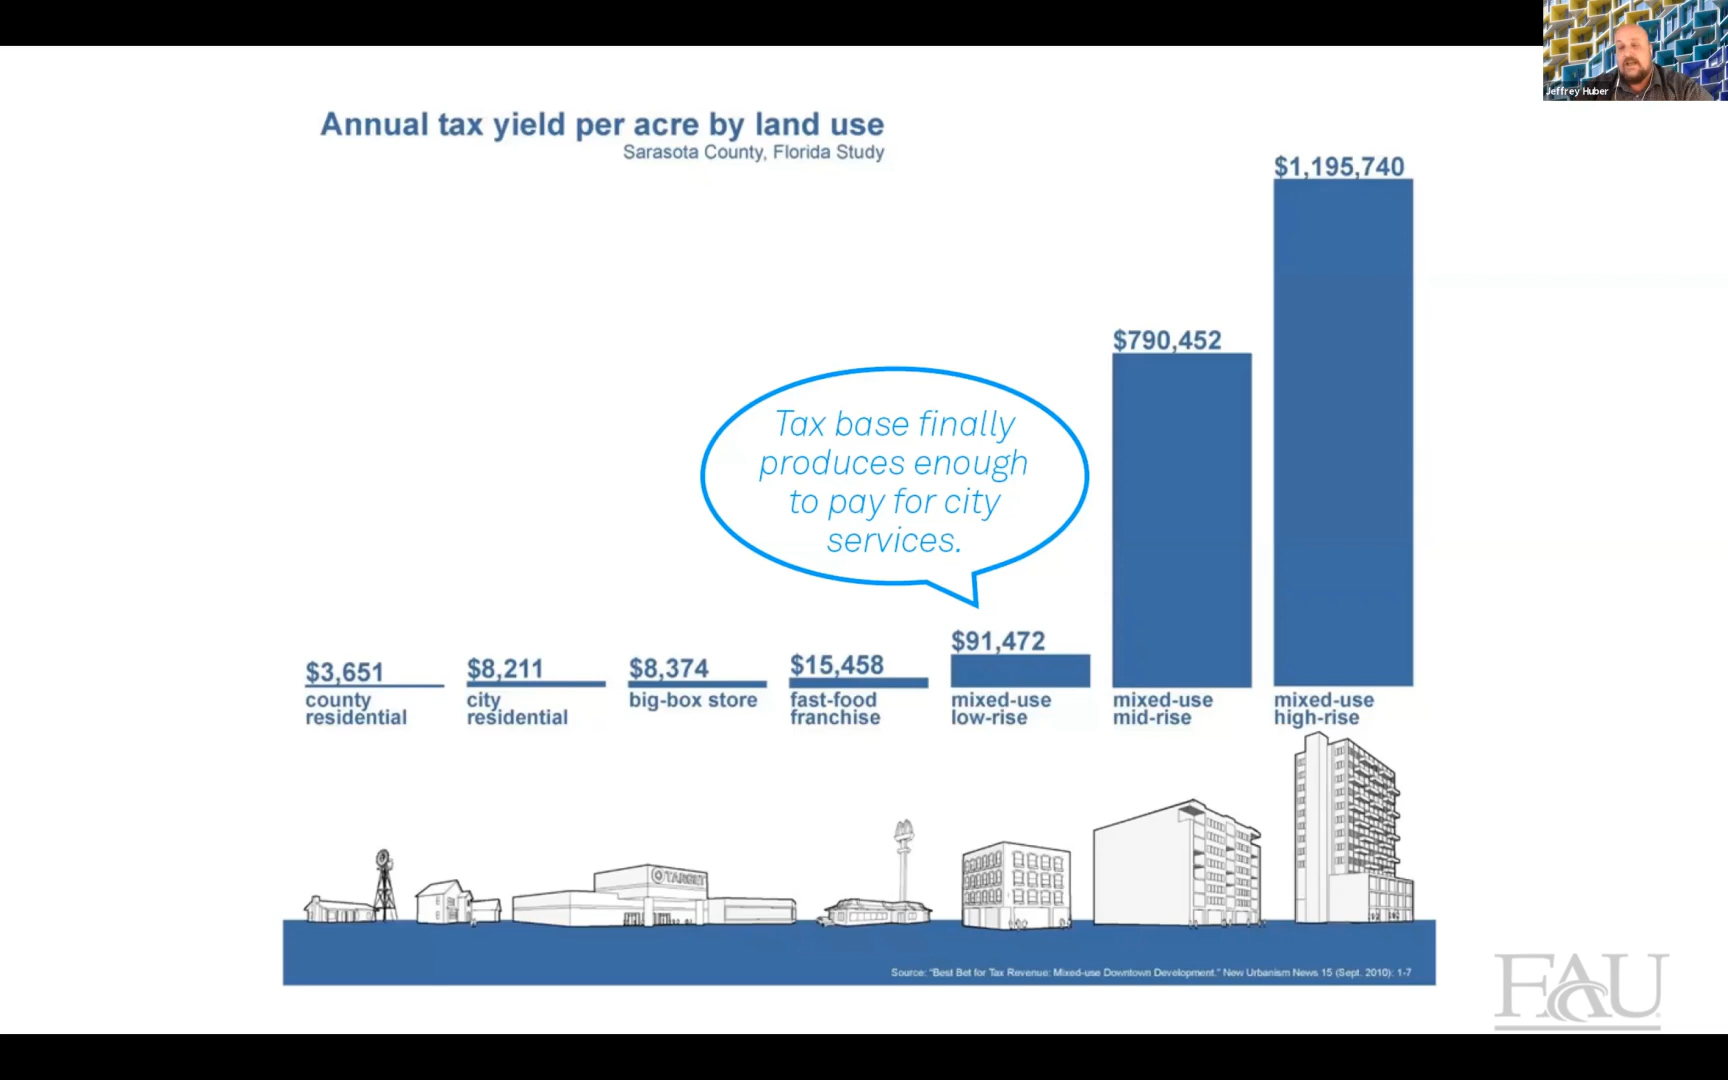 Jeffrey Huber
Annual tax yield per acre by land use
Sarasota County, Florida Study
$1,195,740
$790,452
Tax base finally
produces enough
to pay for city
services.
$3,651
$8,211
$8,374
$15,458
$91,472
county
residential
city
residential
big-box store
fast-food
franchise
mixed-use
low-rise
mixed-use
mid-rise
mixed-use
high-rise
TARGET
Source: "Best Bet for Tax Revenue: Mixed-use Downtown Development." New Urbanism News 15 (Sept. 2010): 1-7
FAU